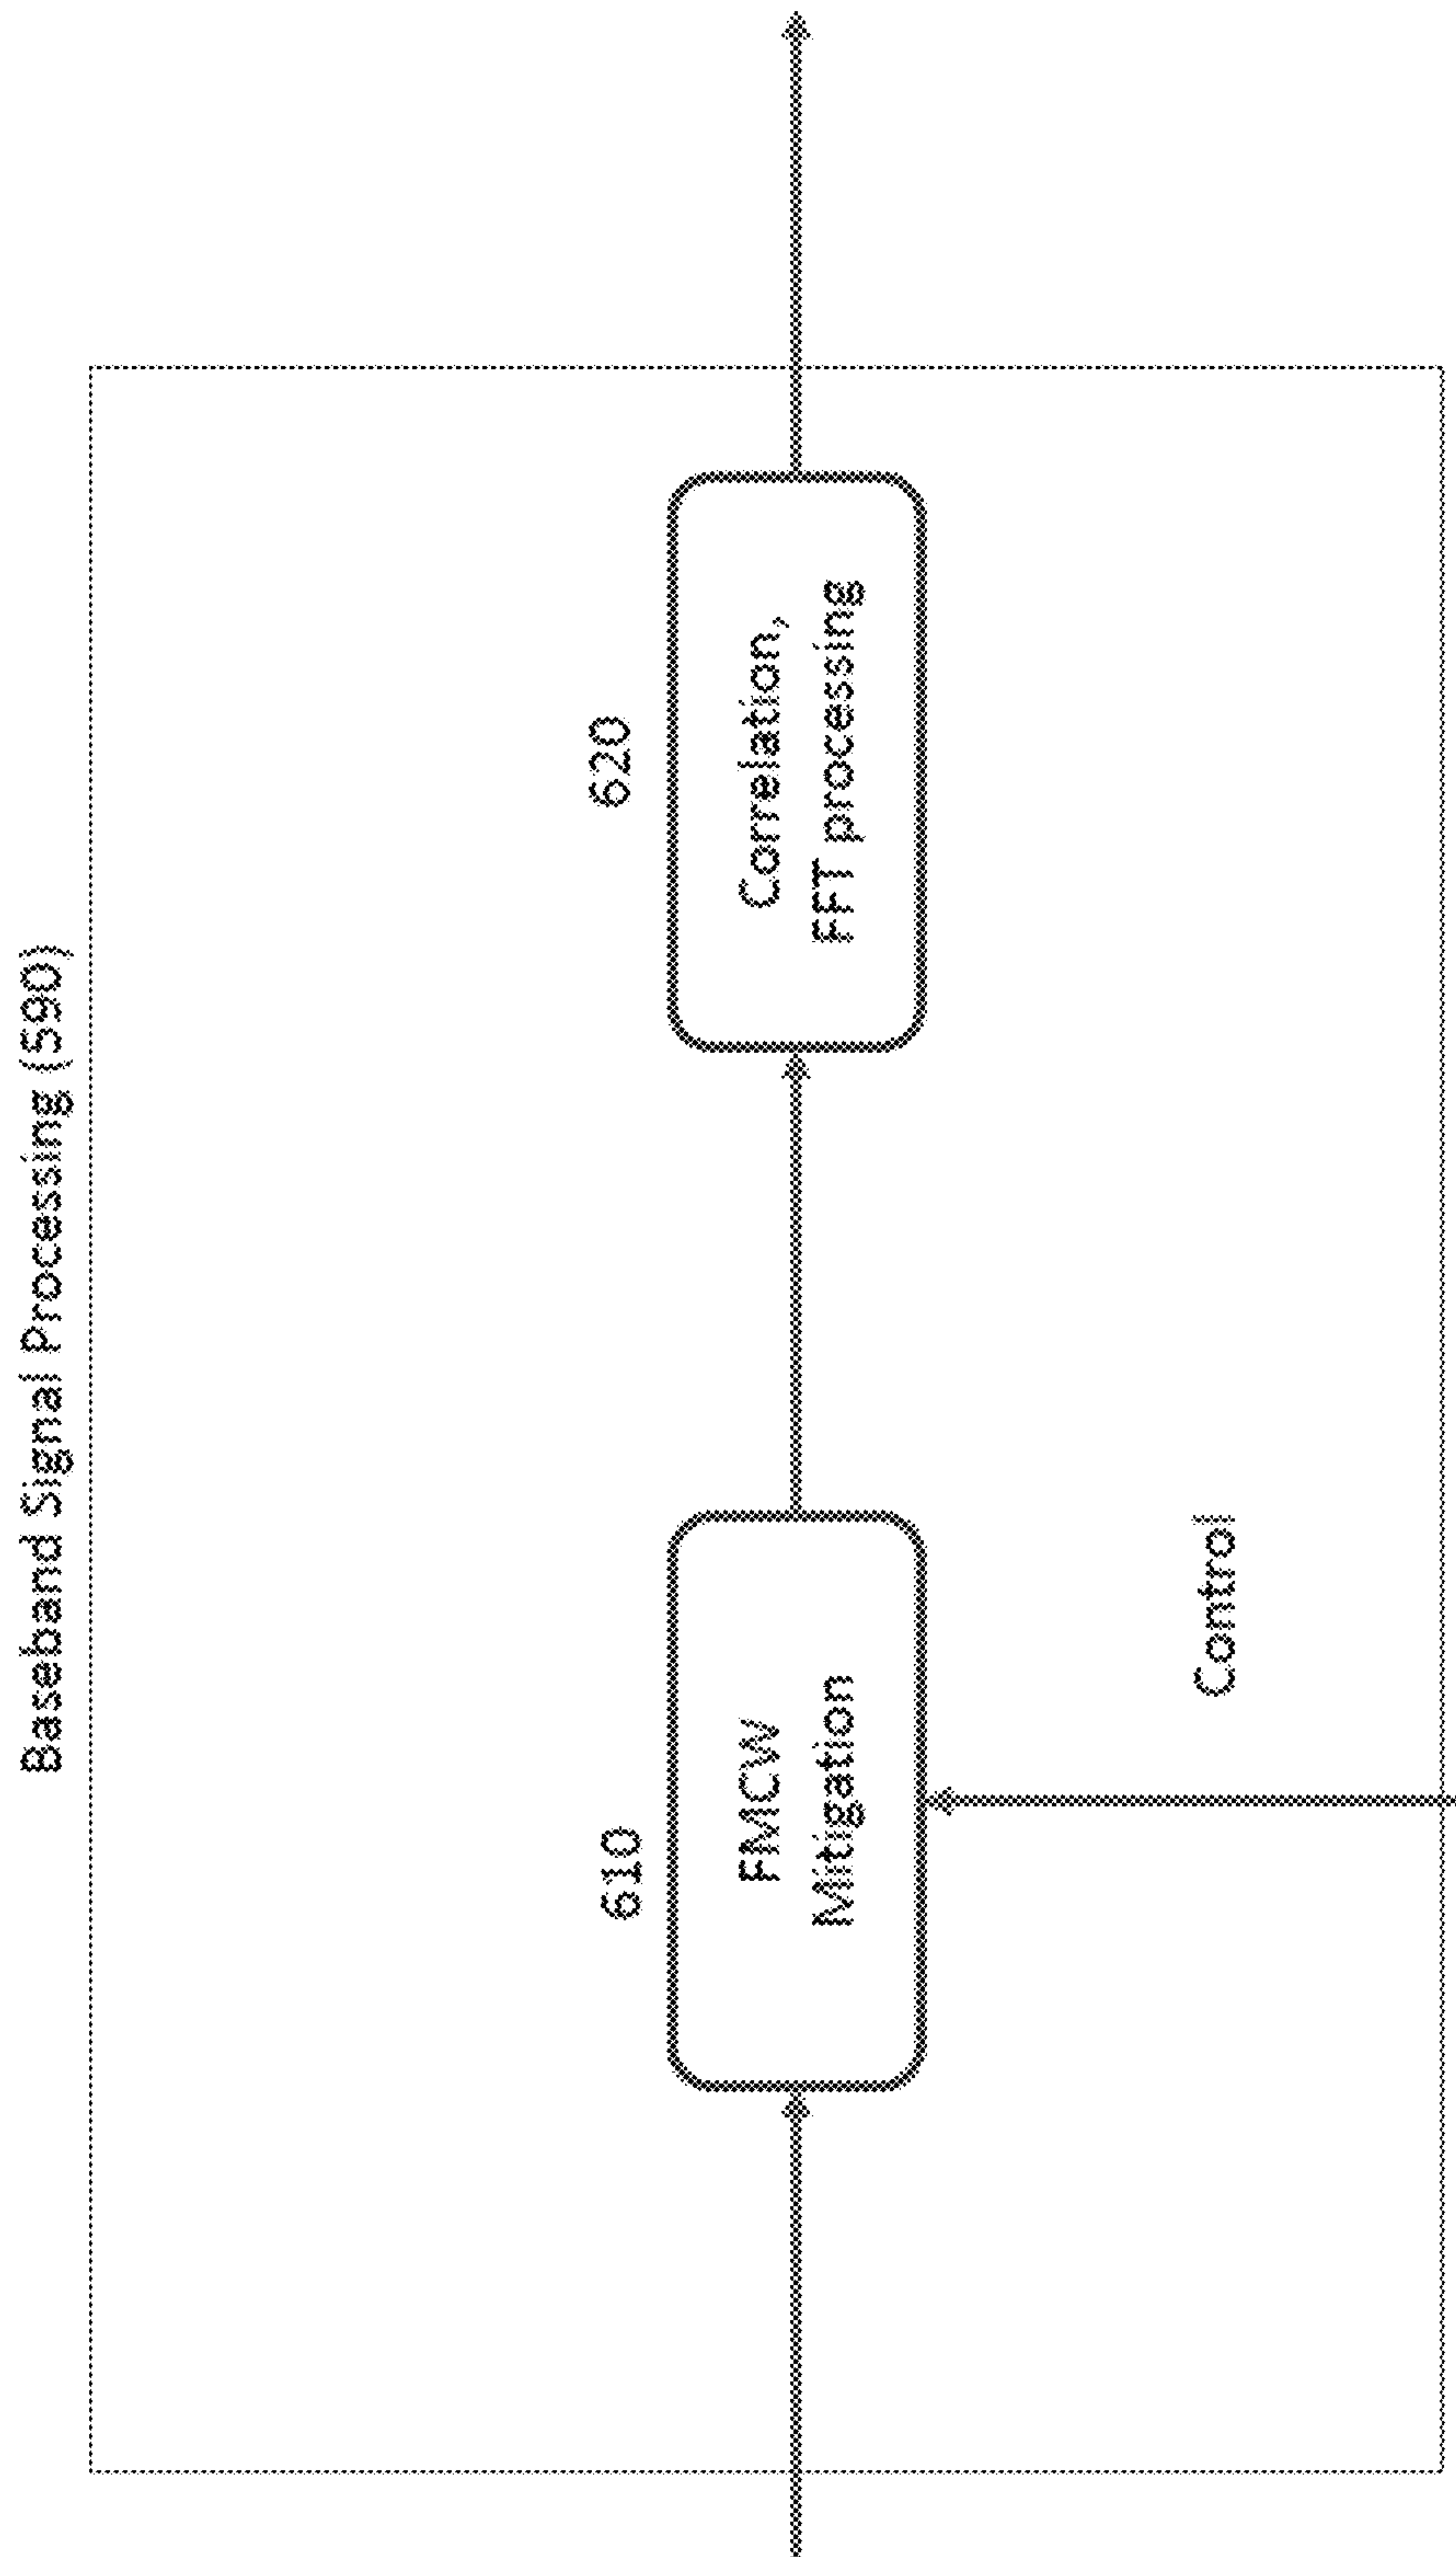 Baseband Signal Processing (590)
610
FMCW
Mitigation
620
Correlation,
FFT processing
Control